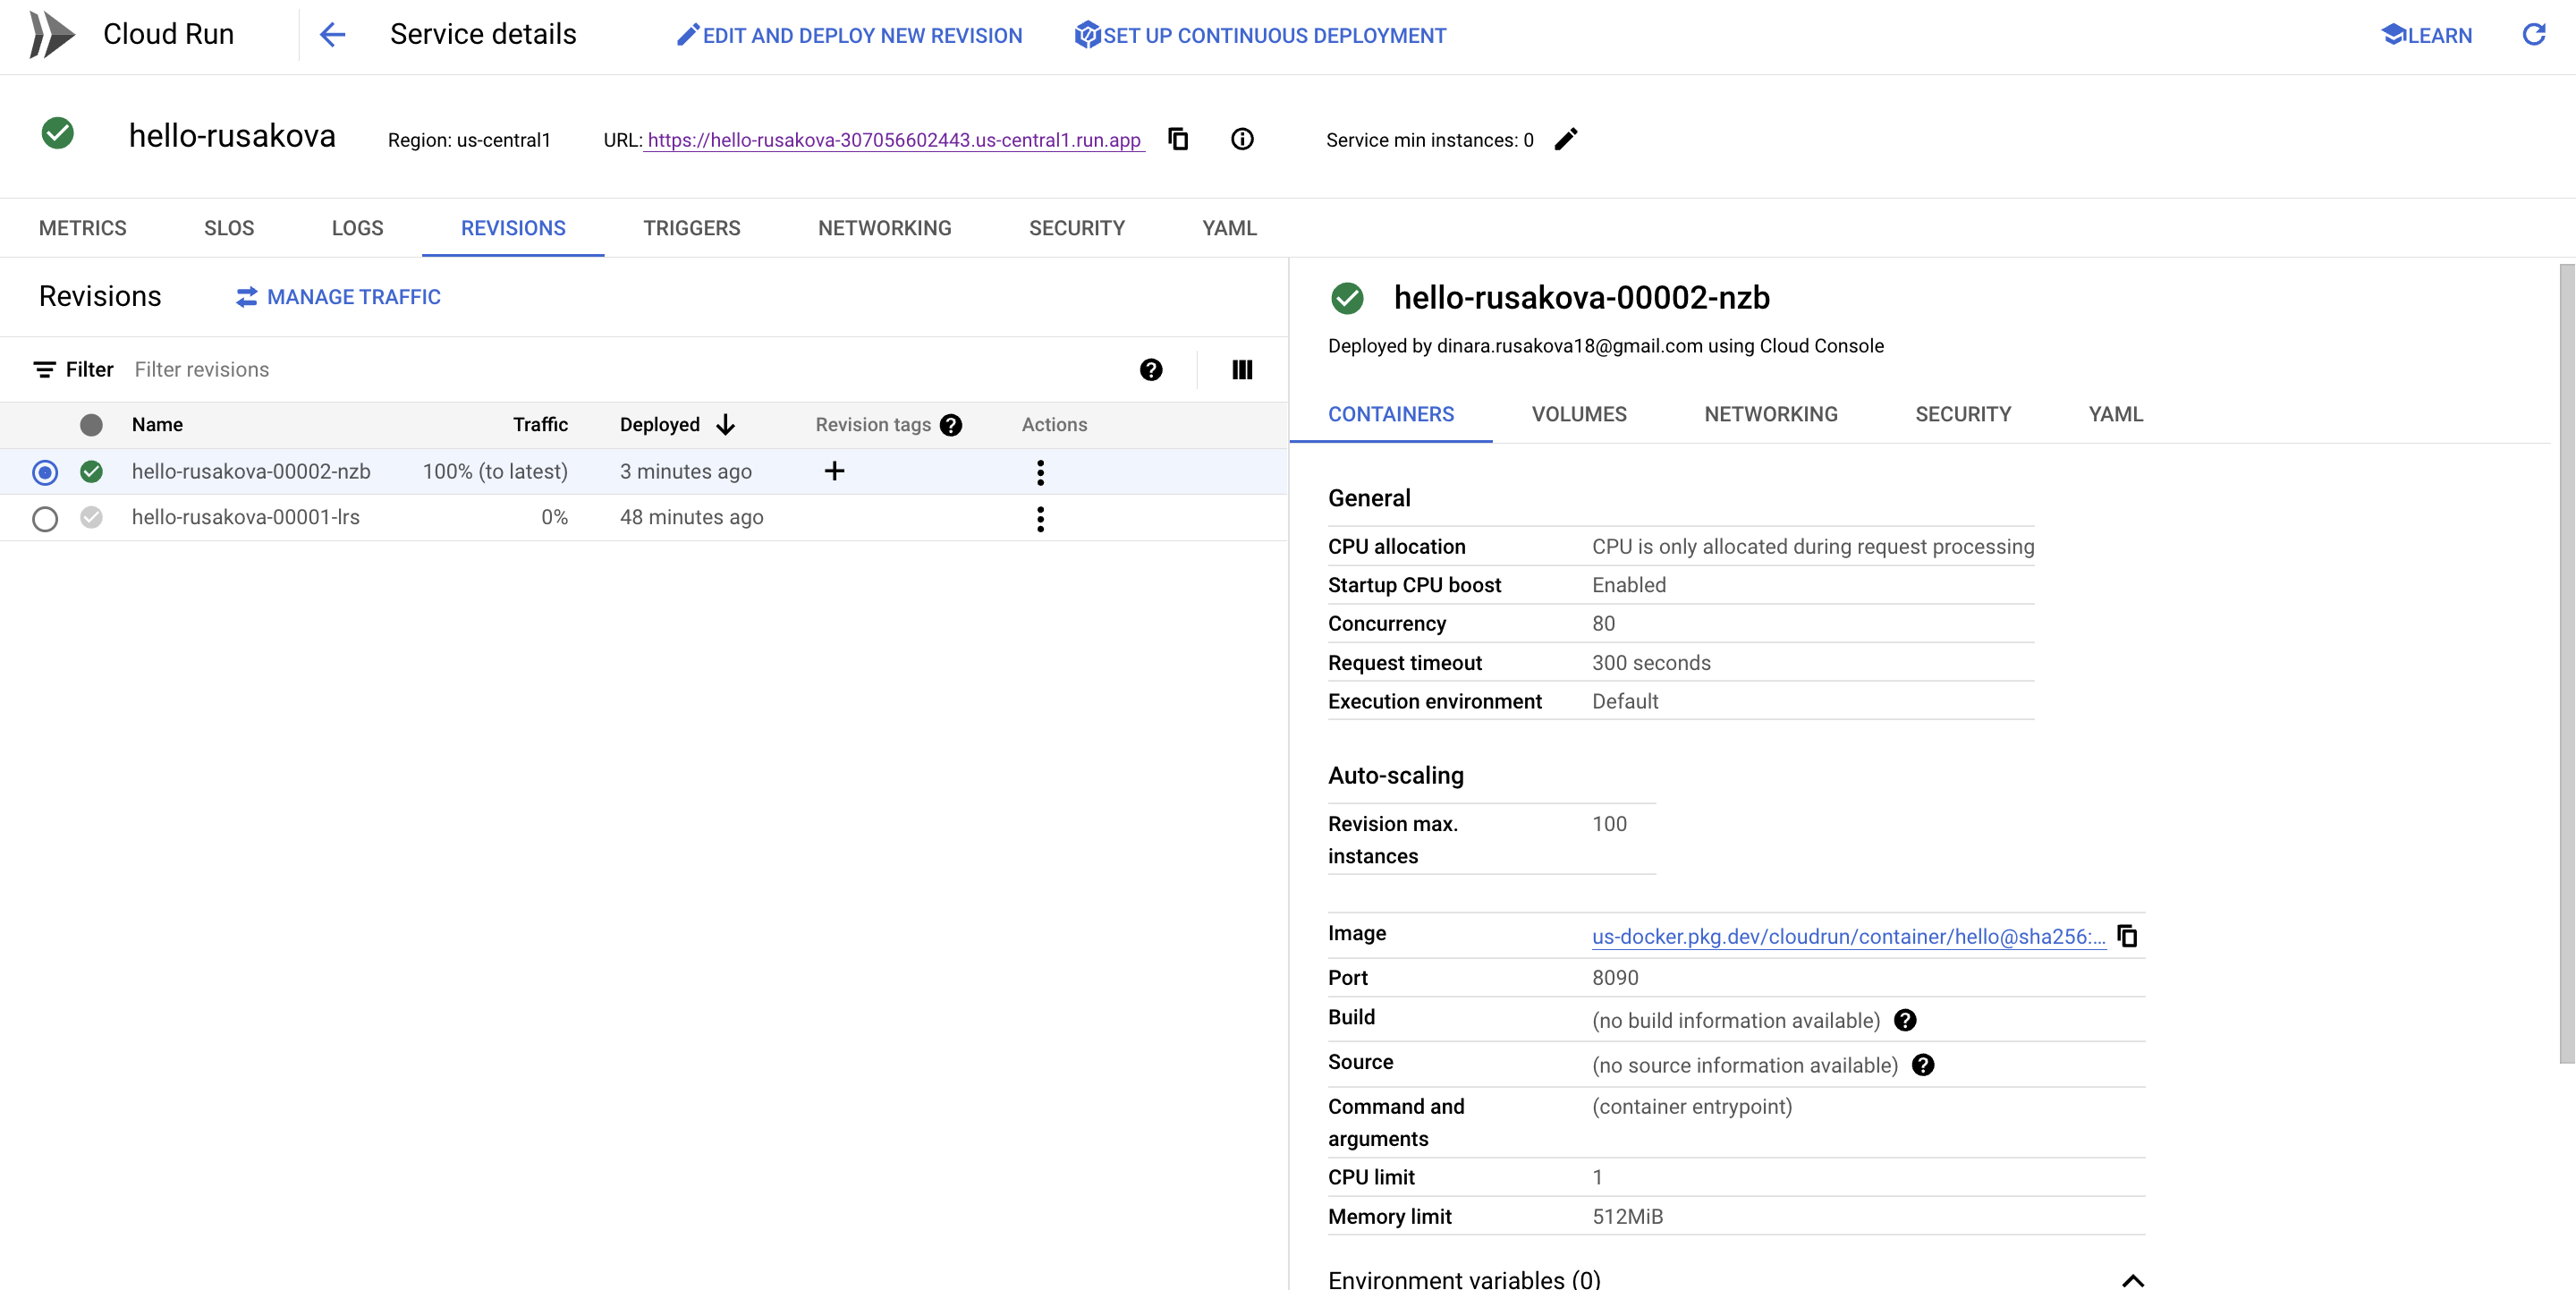 Cloud Run
Service details
EDIT AND DEPLOY NEW REVISION
SET UP CONTINUOUS DEPLOYMENT
LEARN
hello-rusakova
Region: us-central1
URL: https://hello-rusakova-307056602443.us-central1.run.app
Service min instances: 0
METRICS
SLOS
LOGS
REVISIONS
TRIGGERS
NETWORKING
SECURITY
YAML
Revisions
MANAGE TRAFFIC
Filter Filter revisions
Name Traffic Deployed Revision tags Actions
hello-rusakova-00002-nzb 100% (to latest) 3 minutes ago
hello-rusakova-00001-lrs 0% 48 minutes ago
hello-rusakova-00002-nzb
Deployed by dinara.rusakova18@gmail.com using Cloud Console
CONTAINERS
VOLUMES
NETWORKING
SECURITY
YAML
General
CPU allocation CPU is only allocated during request processing
Startup CPU boost Enabled
Concurrency 80
Request timeout 300 seconds
Execution environment Default
Auto-scaling
Revision max. 100
instances
Image us-docker.pkg.dev/cloudrun/container/hello@sha256:...
Port 8090
Build (no build information available)
Source (no source information available)
Command and (container entrypoint)
arguments
CPU limit 1
Memory limit 512MiB
Environment variables (0)